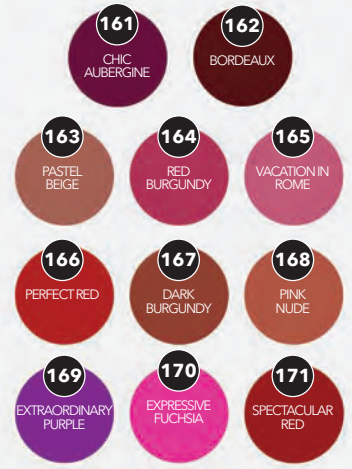 161
CHIC
AUBERGINE
162
BORDEAUX
163
PASTEL
BEIGE
164
RED
BURGUNDY
165
VACATION IN
ROME
166
PERFECT RED
167
DARK
BURGUNDY
168
PINK
NUDE
169
EXTRAORDINARY
PURPLE
170
EXPRESSIVE
FUCHSIA
171
SPECTACULAR
RED